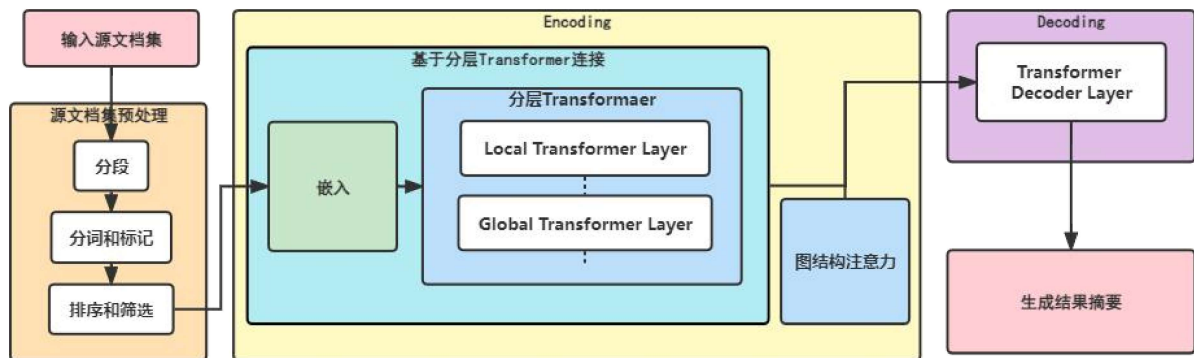 输入源文档集
源文档集预处理
分段
分词和标记
排序和筛选
Encoding
基于分层Transformer连接
嵌入
分层Transformaer
Local Transformer Layer
Global Transformer Layer
图结构注意力
Decoding
Transformer
Decoder Layer
生成结果摘要